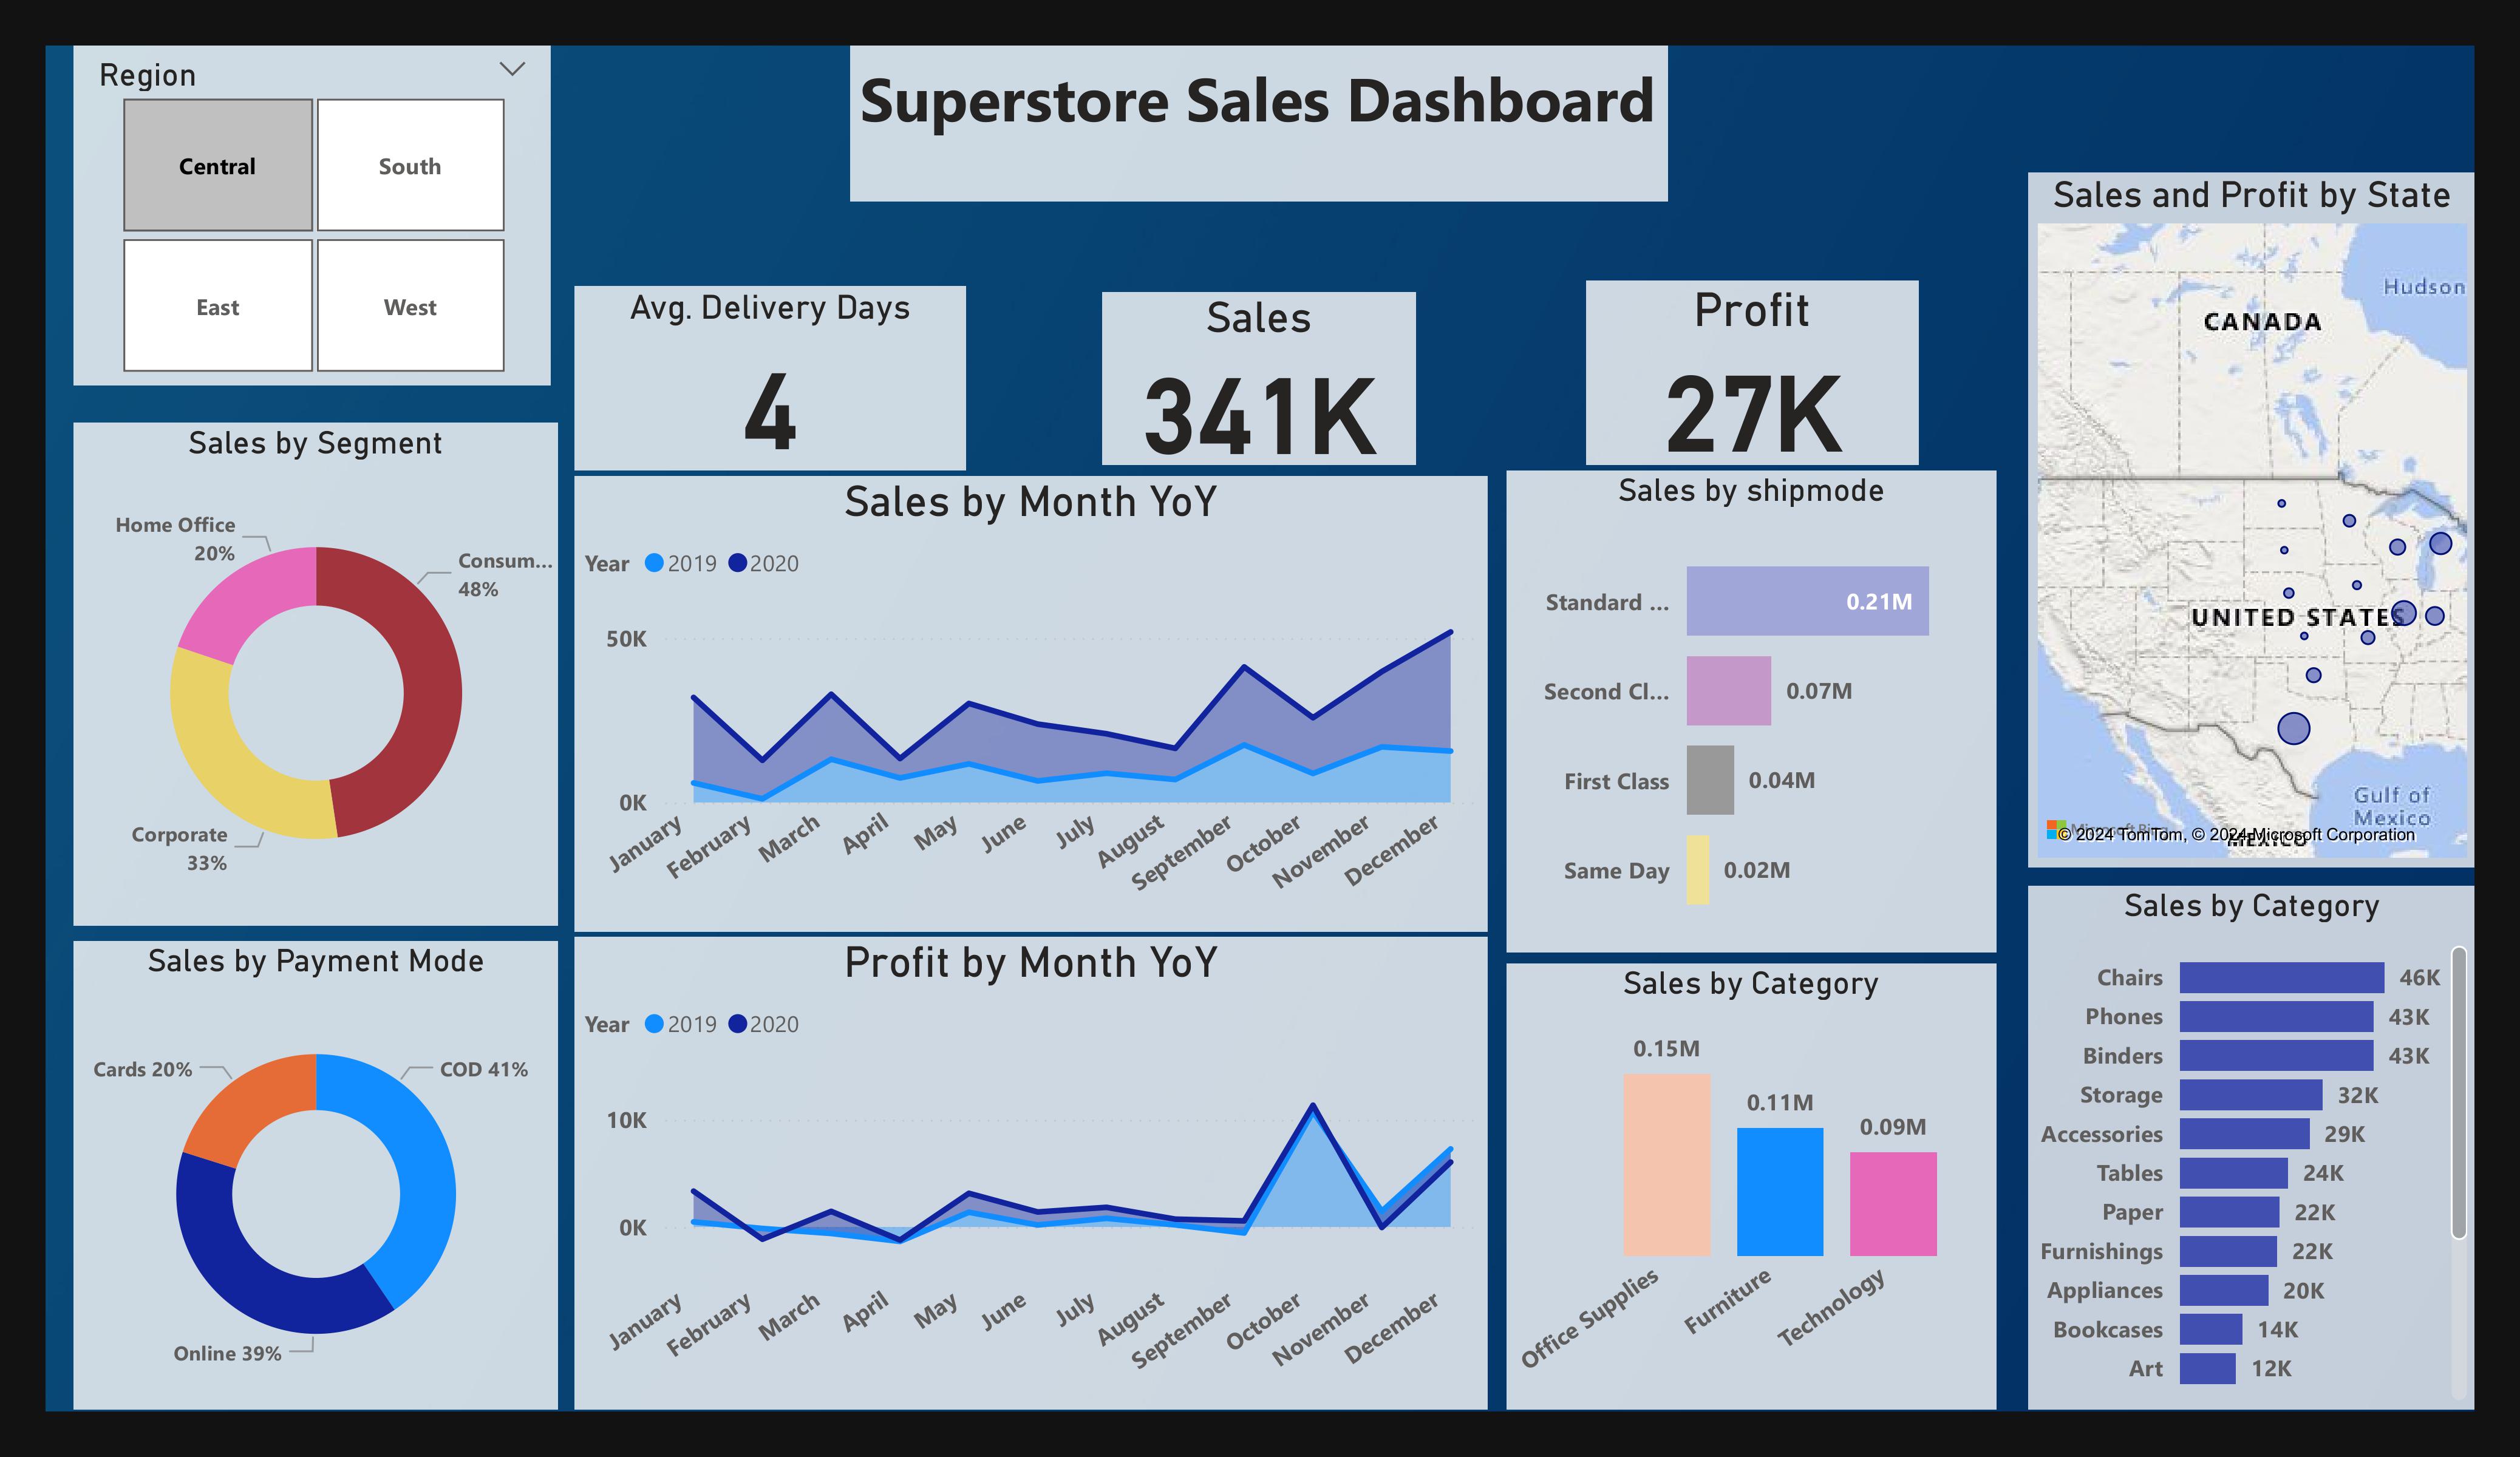 Superstore Sales Dashboard
Region
Central
South
East
West
Avg. Delivery Days
4
Sales
341K
Profit
27K
Sales by Segment
Home Office
20%
Consum...
48%
Corporate
33%
Sales by Payment Mode
Cards 20%
COD 41%
Online 39%
Sales by Month YoY
Year 2019 2020
50K
0K
January
February
March
April
May
June
July
August
September
October
November
December
Profit by Month YoY
Year 2019 2020
10K
0K
January
February
March
April
May
June
July
August
September
October
November
December
Sales by shipmode
Standard ... 0.21M
Second Cl... 0.07M
First Class 0.04M
Same Day 0.02M
Sales by Category
0.15M
0.11M
0.09M
Office Supplies
Furniture
Technology
Sales and Profit by State
Hudson
CANADA
UNITED STATES
Gulf of
Mexico
© 2024 TomTom, © 2024 Microsoft Corporation
MEXICO
Sales by Category
Chairs 46K
Phones 43K
Binders 43K
Storage 32K
Accessories 29K
Tables 24K
Paper 22K
Furnishings 22K
Appliances 20K
Bookcases 14K
Art 12K